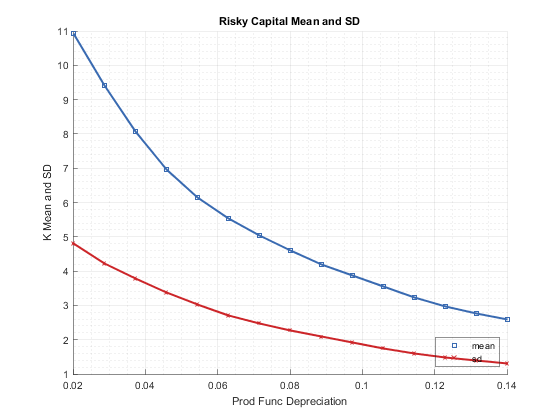 Risky Capital Mean and SD
11
10
9
8
7
6
5
4
3
2
1
K Mean and SD
mean
sd
0.02 0.04 0.06 0.08 0.1 0.12 0.14
Prod Func Depreciation